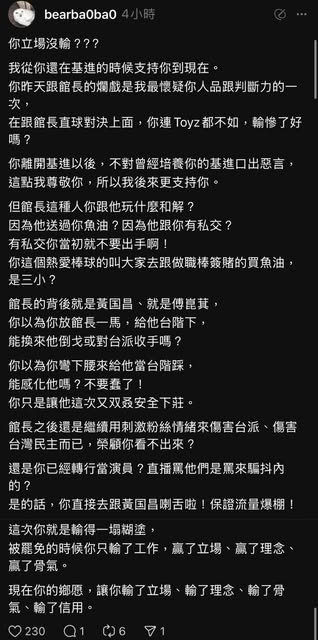 bearba0ba0 4小時
你立場沒輸？？？
我從你還在基進的時候支持你到現在。
你昨天跟館長的爛戲是我最懷疑你人品跟判斷力的一
次，
在跟館長直球對決上面，你連 Toyz 都不如，輸慘了好
嗎？
你離開基進以後，不對曾經培養你的基進口出惡言，
這點我尊敬你，所以我後來更支持你。
但館長這種人你跟他玩什麼和解？
因為他送過你魚油？因為他跟你有私交？
有私交你當初就不要出手啊！
你這個熱愛棒球的叫大家去跟做職棒簽賭的買魚油，
是三小？
館長的背後就是黃国昌、就是傅崑萁，
你以為你放館長一馬，給他台階下，
能換來他倒戈或對台派收手嗎？
你以為你彎下腰來給他當台階踩，
能感化他嗎？不要蠢了！
你只是讓他這次又双叒安全下莊。
館長之後還是繼續用刺激粉絲情緒來傷害台派、傷害
台灣民主而已，榮顧你看不出來？
還是你已經轉行當演員？直播罵他們是罵來騙抖內
的？
是的話，你直接去跟黃国昌喇舌啦！保證流量爆棚！
這次你就是輸得一塌糊塗，
被罷免的時候你只輸了工作，贏了立場、贏了理念、
贏了骨氣。
現在你的鄉愿，讓你輸了立場、輸了理念、輸了骨
氣、輸了信用。
230 1 6 1